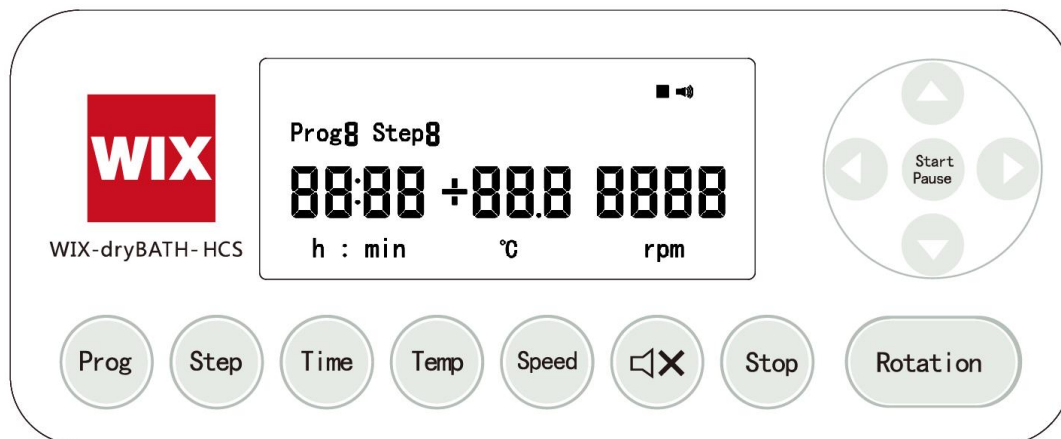 WIX
WIX-dryBATH-HCS
Prog8 Step8
88:88 ÷88.8 8888
h : min ℃ rpm
Start
Pause
Prog Step Time Temp Speed Stop Rotation